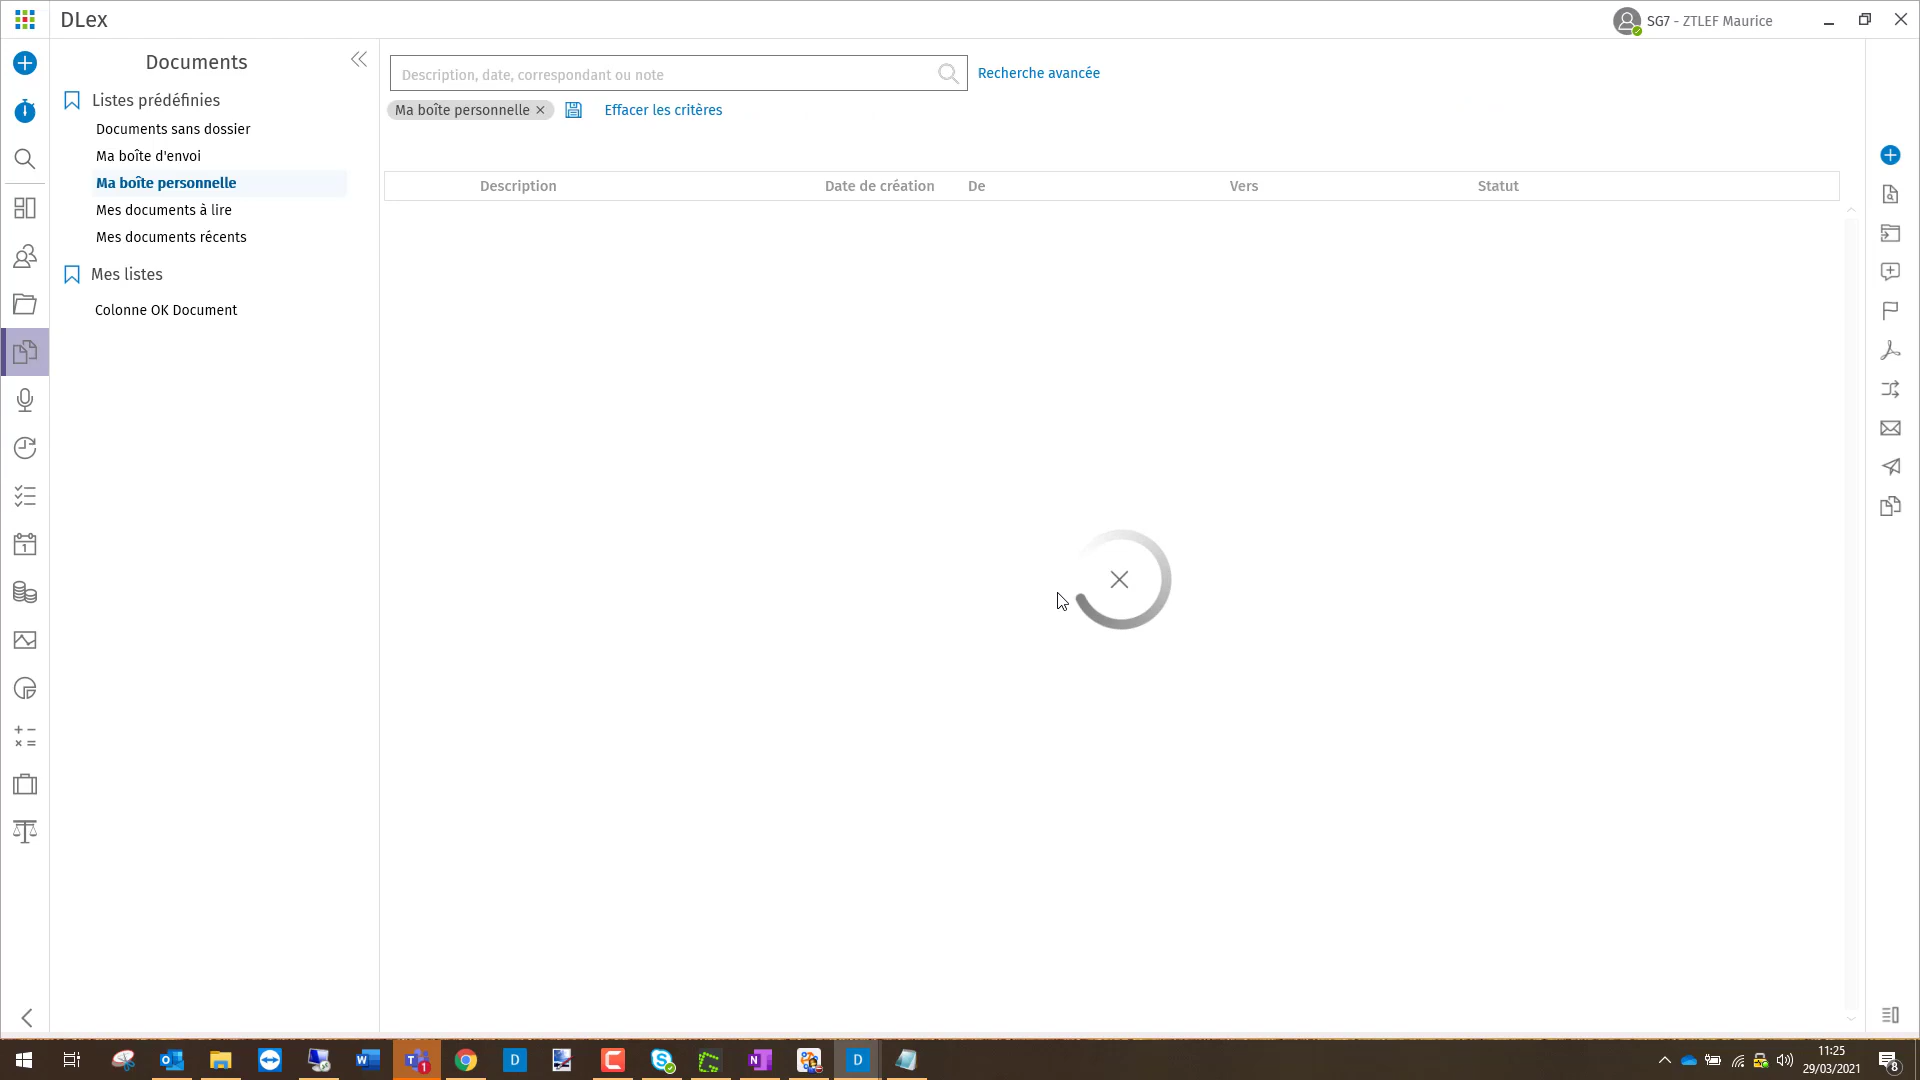 DLex
SG7 - ZTLEF Maurice
Documents
Listes prédéfinies
Documents sans dossier
Ma boîte d'envoi
Ma boîte personnelle
Mes documents à lire
Mes documents récents
Mes listes
Colonne OK Document
Description, date, correspondant ou note
Recherche avancée
Ma boîte personnelle
Effacer les critères
Description Date de création De Vers Statut
1
11:25
29/03/2021
8